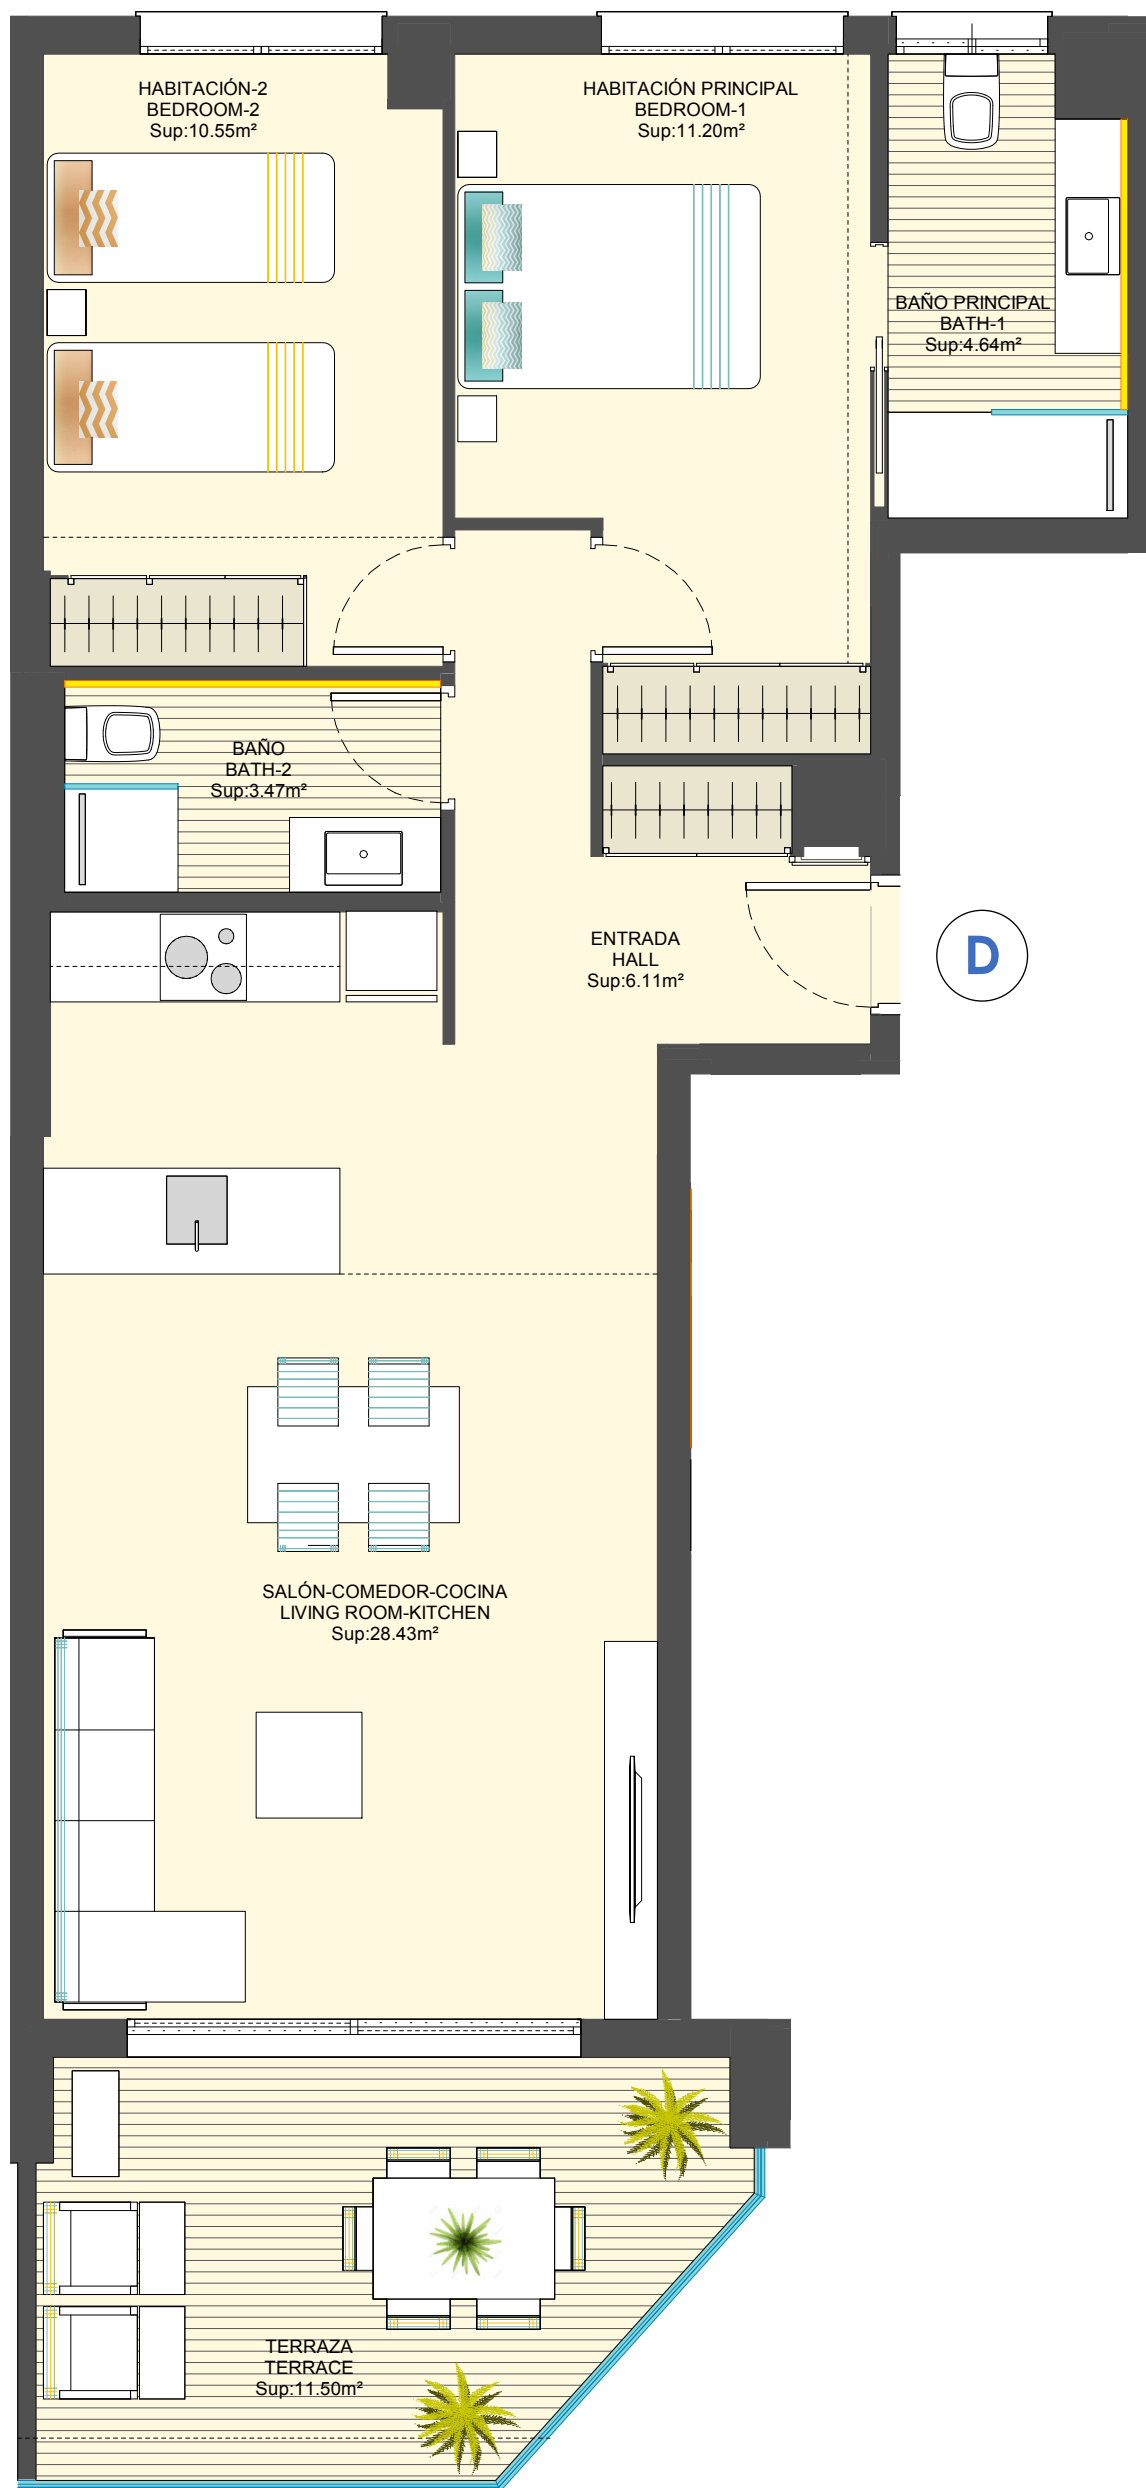 HABITACIÓN-2
BEDROOM-2
Sup:10.55m²
HABITACIÓN PRINCIPAL
BEDROOM-1
Sup:11.20m²
BAÑO PRINCIPAL
BATH-1
Sup:4.64m²
BAÑO
BATH-2
Sup:3.47m²
ENTRADA
HALL
Sup:6.11m²
D
SALÓN-COMEDOR-COCINA
LIVING ROOM-KITCHEN
Sup:28.43m²
TERRAZA
TERRACE
Sup:11.50m²